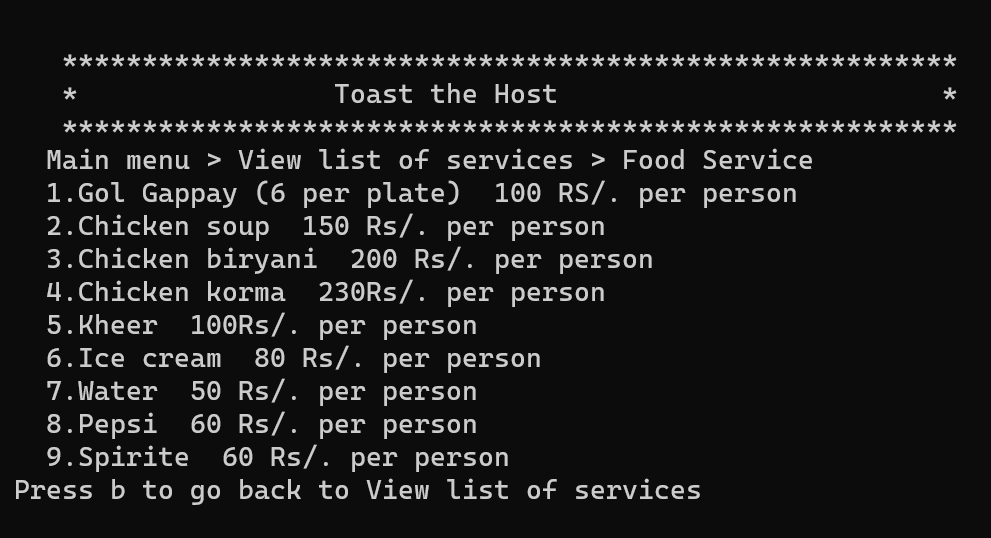 ********************************************************
* Toast the Host *
********************************************************
Main menu > View list of services > Food Service
1.Gol Gappay (6 per plate)  100 RS/. per person
2.Chicken soup  150 Rs/. per person
3.Chicken biryani  200 Rs/. per person
4.Chicken korma  230Rs/. per person
5.Kheer  100Rs/. per person
6.Ice cream  80 Rs/. per person
7.Water  50 Rs/. per person
8.Pepsi  60 Rs/. per person
9.Spirite  60 Rs/. per person
Press b to go back to View list of services